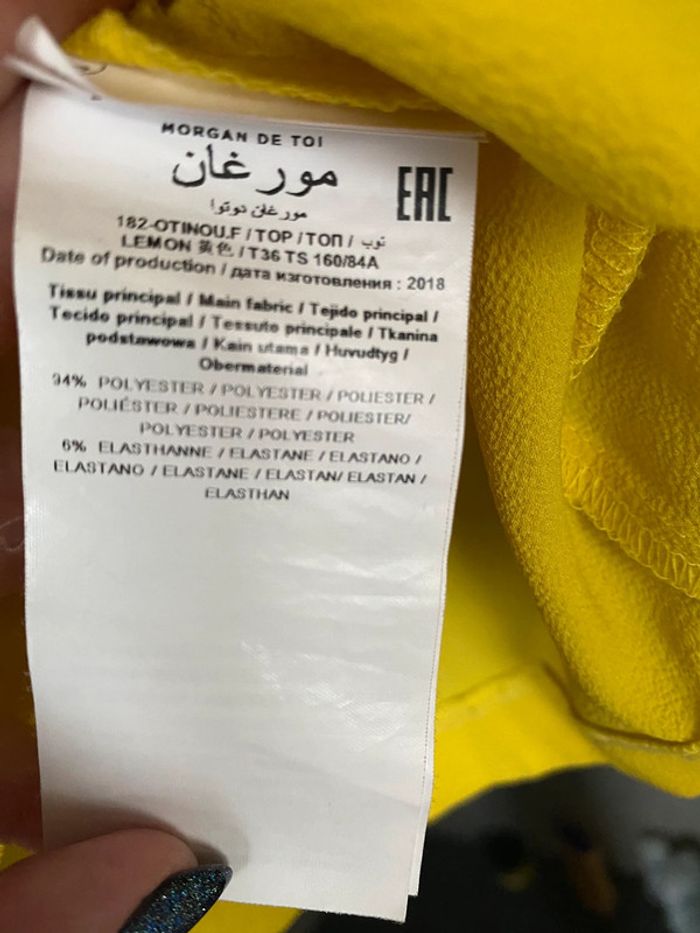 MORGAN DE TOI
مورغان
EAC
مورغان دوتوا
182-OTINOU.F / TOP / ТОП / توب
LEMON 黄色 / T36 TS 160/84A
Date of production / дата изготовления : 2018
Tissu principal / Main fabric / Tejido principal /
Tecido principal / Tessuto principale / Tkanina
podstawowa / Kain utama / Huvudtyg /
Obermaterial
94% POLYESTER / POLYESTER / POLIESTER /
POLIÉSTER / POLIESTERE / POLIESTER/
POLYESTER / POLYESTER
6% ELASTHANNE / ELASTANE / ELASTANO /
ELASTANO / ELASTANE / ELASTAN/ ELASTAN /
ELASTHAN